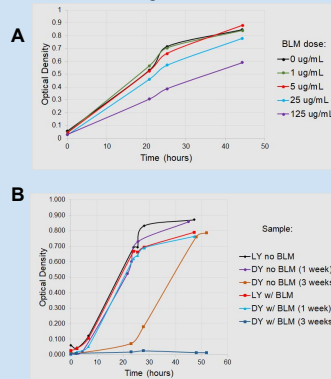 A
Optical Density
1
0.9
0.8
0.7
0.6
0.5
0.4
0.3
0.2
0.1
0
0 10 20 30 40 50
Time (hours)
BLM dose:
0 ug/mL
1 ug/mL
5 ug/mL
25 ug/mL
125 ug/mL
B
Optical Density
1.000
0.900
0.800
0.700
0.600
0.500
0.400
0.300
0.200
0.100
0.000
0 10 20 30 40 50 60
Time (hours)
Sample:
LY no BLM
DY no BLM (1 week)
DY no BLM (3 weeks
LY w BLM
DY w/ BLM (1 week)
DY w/ BLM (3 weeks